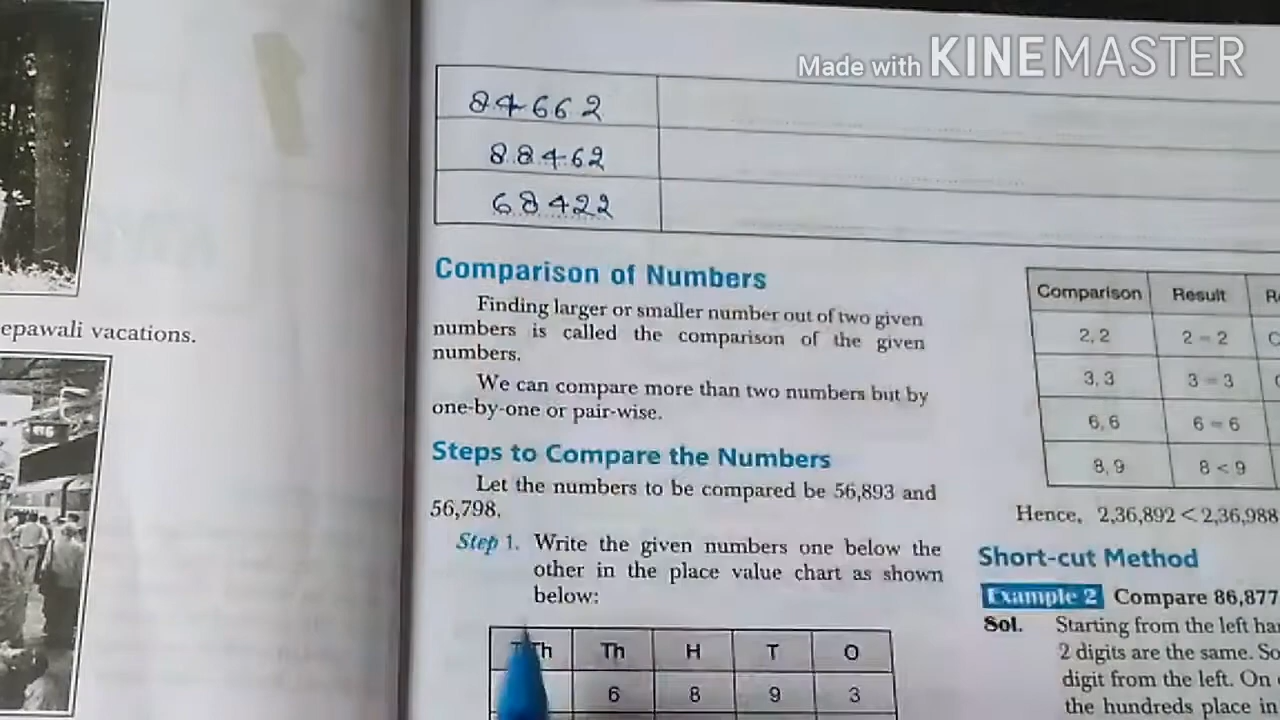 Made with KINEMASTER
84662
88462
68422
epawali vacations.
Comparison of Numbers
Finding larger or smaller number out of two given
numbers is called the comparison of the given
numbers.
We can compare more than two numbers but by
one-by-one or pair-wise.
Steps to Compare the Numbers
Let the numbers to be compared be 56,893 and
56,798.
Step 1. Write the given numbers one below the
other in the place value chart as shown
below:
Th Th H T O
6 8 9 3
Comparison Result
2, 2 2 = 2
3, 3 3 = 3
6, 6 6 = 6
8, 9 8 < 9
Hence, 2,36,892 < 2,36,988
Short-cut Method
Example 2 Compare 86,877
Sol. Starting from the left ha
2 digits are the same. So
digit from the left. On
the hundreds place in